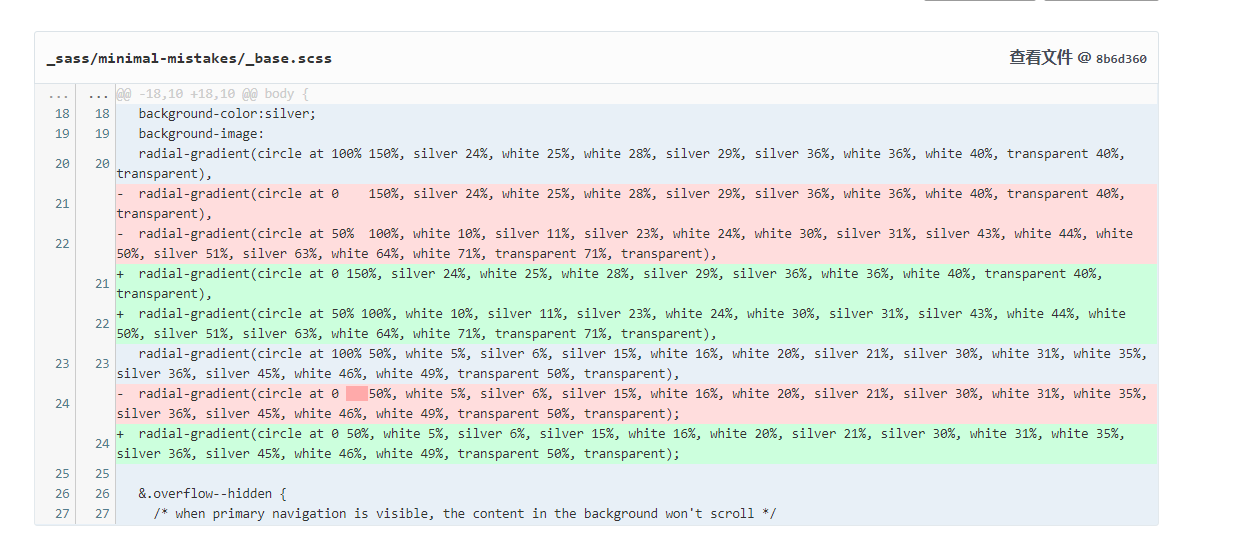 _sass/minimal-mistakes/_base.scss 查看文件 @ 8b6d360
... ... @@ -18,10 +18,10 @@ body {
18 18 background-color:silver;
19 19 background-image:
20 20 radial-gradient(circle at 100% 150%, silver 24%, white 25%, white 28%, silver 29%, silver 36%, white 36%, white 40%, transparent 40%,
transparent),
21 - radial-gradient(circle at 0    150%, silver 24%, white 25%, white 28%, silver 29%, silver 36%, white 36%, white 40%, transparent 40%,
transparent),
22 - radial-gradient(circle at 50%  100%, white 10%, silver 11%, silver 23%, white 24%, white 30%, silver 31%, silver 43%, white 44%, white
50%, silver 51%, silver 63%, white 64%, white 71%, transparent 71%, transparent),
21 + radial-gradient(circle at 0 150%, silver 24%, white 25%, white 28%, silver 29%, silver 36%, white 36%, white 40%, transparent 40%,
transparent),
22 + radial-gradient(circle at 50% 100%, white 10%, silver 11%, silver 23%, white 24%, white 30%, silver 31%, silver 43%, white 44%, white
50%, silver 51%, silver 63%, white 64%, white 71%, transparent 71%, transparent),
23 23 radial-gradient(circle at 100% 50%, white 5%, silver 6%, silver 15%, white 16%, white 20%, silver 21%, silver 30%, white 31%, white 35%,
silver 36%, silver 45%, white 46%, white 49%, transparent 50%, transparent),
24 - radial-gradient(circle at 0    50%, white 5%, silver 6%, silver 15%, white 16%, white 20%, silver 21%, silver 30%, white 31%, white 35%,
silver 36%, silver 45%, white 46%, white 49%, transparent 50%, transparent);
24 + radial-gradient(circle at 0 50%, white 5%, silver 6%, silver 15%, white 16%, white 20%, silver 21%, silver 30%, white 31%, white 35%,
silver 36%, silver 45%, white 46%, white 49%, transparent 50%, transparent);
25 25
26 26 &.overflow--hidden {
27 27 /* when primary navigation is visible, the content in the background won't scroll */